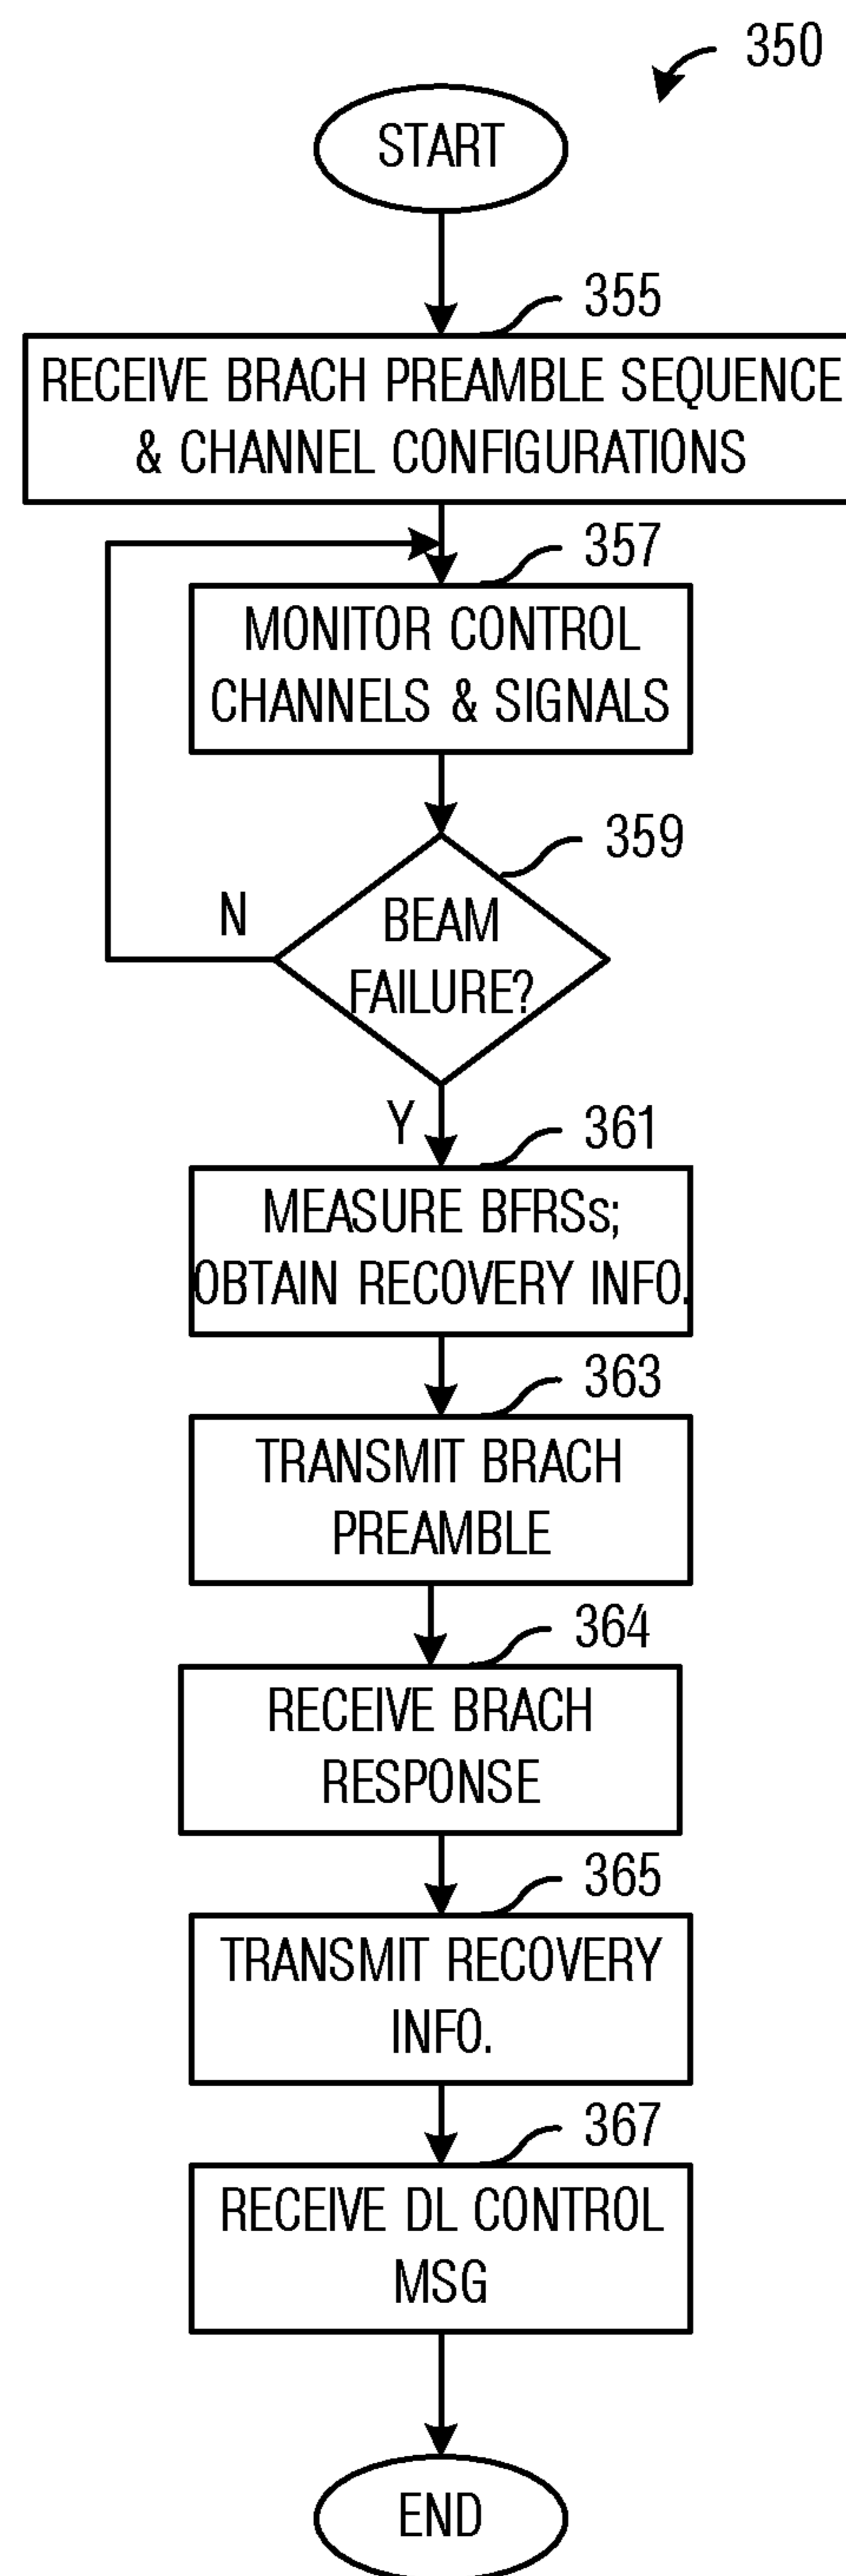 350
START
355
RECEIVE BRACH PREAMBLE SEQUENCE
& CHANNEL CONFIGURATIONS
357
MONITOR CONTROL
CHANNELS & SIGNALS
359
BEAM
FAILURE?
N
Y
361
MEASURE BFRSs;
OBTAIN RECOVERY INFO.
363
TRANSMIT BRACH
PREAMBLE
364
RECEIVE BRACH
RESPONSE
365
TRANSMIT RECOVERY
INFO.
367
RECEIVE DL CONTROL
MSG
END